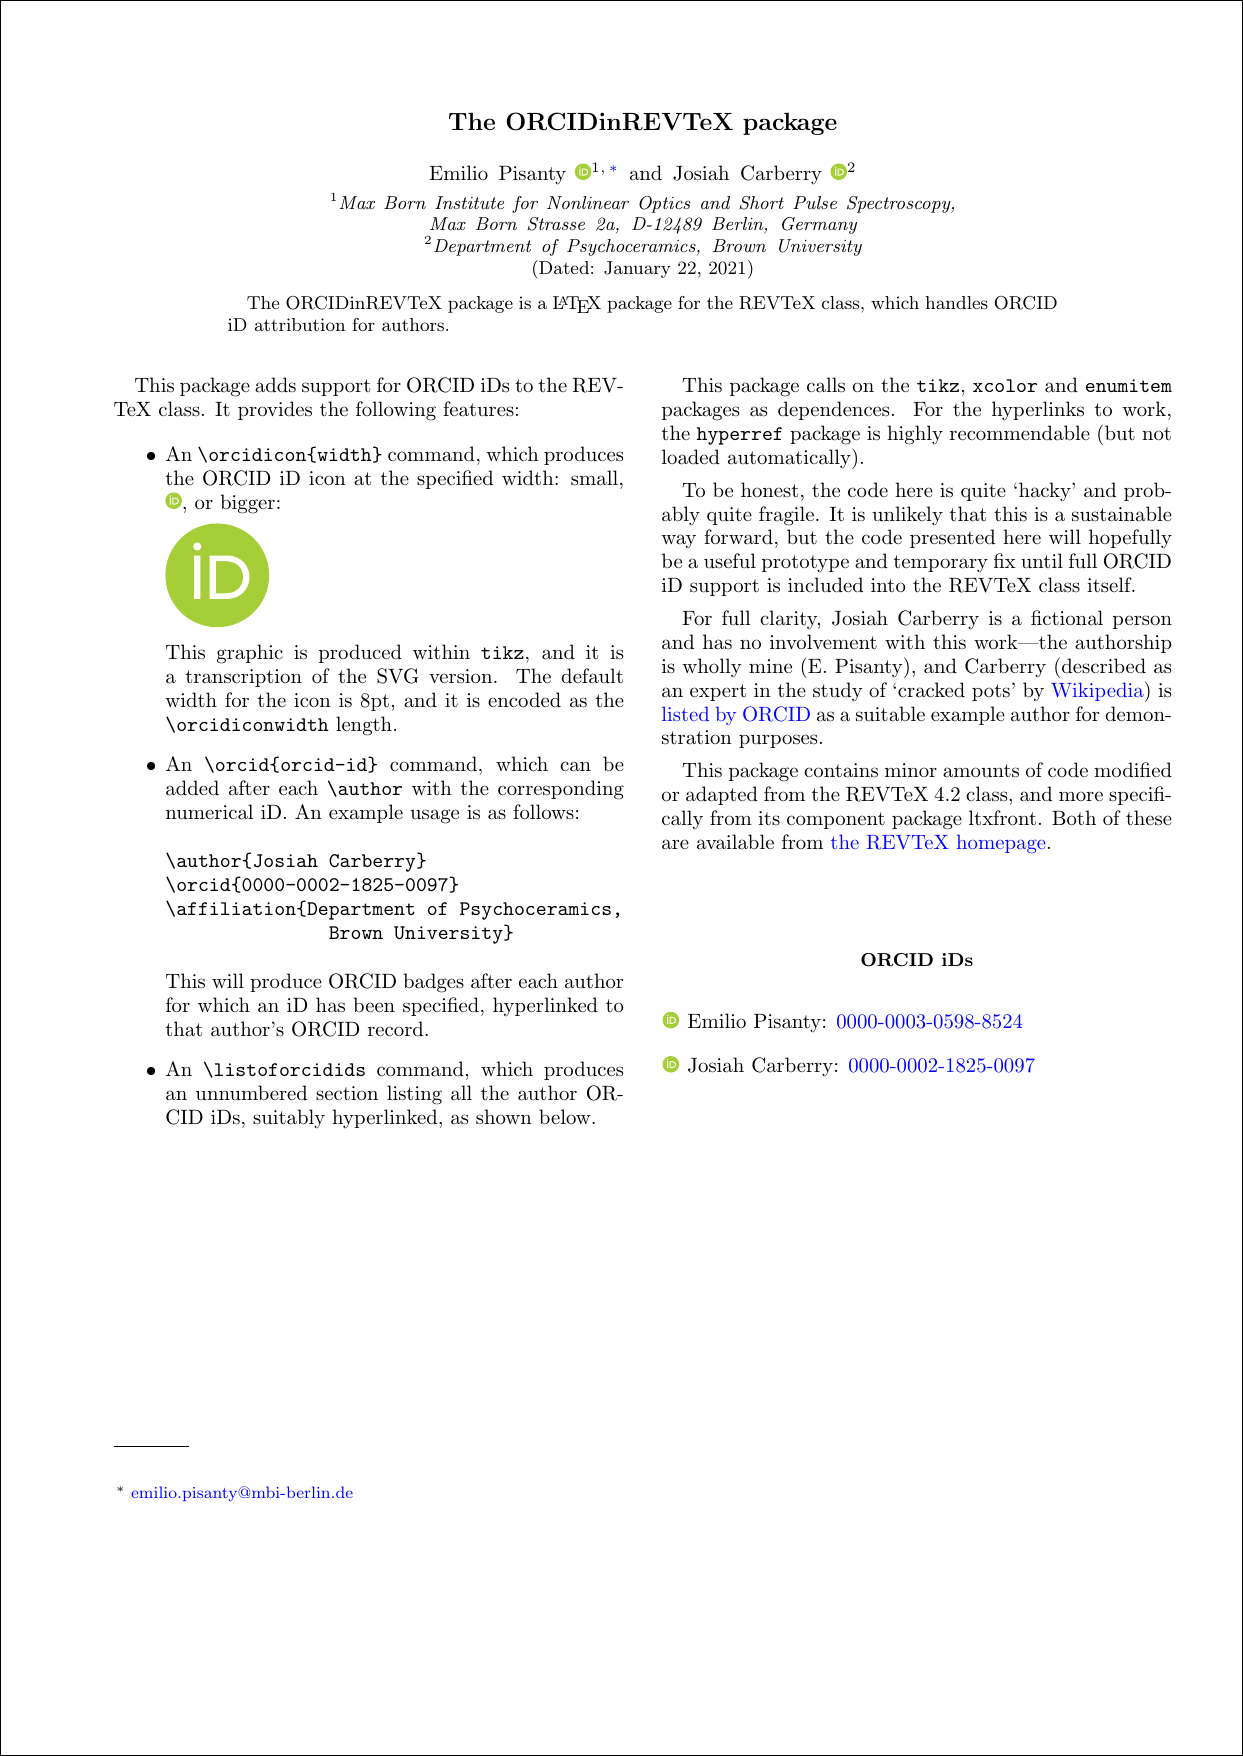 The ORCIDinREVTeX package
Emilio Pisanty iD1, * and Josiah Carberry iD2
1Max Born Institute for Nonlinear Optics and Short Pulse Spectroscopy,
Max Born Strasse 2a, D-12489 Berlin, Germany
2Department of Psychoceramics, Brown University
(Dated: January 22, 2021)
The ORCIDinREVTeX package is a LATEX package for the REVTeX class, which handles ORCID
iD attribution for authors.
This package adds support for ORCID iDs to the REV-
TeX class. It provides the following features:
• An \orcidicon{width} command, which produces
the ORCID iD icon at the specified width: small,
iD, or bigger:
iD
This graphic is produced within tikz, and it is
a transcription of the SVG version. The default
width for the icon is 8pt, and it is encoded as the
\orcidiconwidth length.
• An \orcid{orcid-id} command, which can be
added after each \author with the corresponding
numerical iD. An example usage is as follows:
\author{Josiah Carberry}
\orcid{0000-0002-1825-0097}
\affiliation{Department of Psychoceramics,
Brown University}
This will produce ORCID badges after each author
for which an iD has been specified, hyperlinked to
that author's ORCID record.
• An \listoforcidids command, which produces
an unnumbered section listing all the author OR-
CID iDs, suitably hyperlinked, as shown below.
This package calls on the tikz, xcolor and enumitem
packages as dependences. For the hyperlinks to work,
the hyperref package is highly recommendable (but not
loaded automatically).
To be honest, the code here is quite ‘hacky’ and prob-
ably quite fragile. It is unlikely that this is a sustainable
way forward, but the code presented here will hopefully
be a useful prototype and temporary fix until full ORCID
iD support is included into the REVTeX class itself.
For full clarity, Josiah Carberry is a fictional person
and has no involvement with this work—the authorship
is wholly mine (E. Pisanty), and Carberry (described as
an expert in the study of ‘cracked pots’ by Wikipedia) is
listed by ORCID as a suitable example author for demon-
stration purposes.
This package contains minor amounts of code modified
or adapted from the REVTeX 4.2 class, and more specifi-
cally from its component package ltxfront. Both of these
are available from the REVTeX homepage.
ORCID iDs
iD Emilio Pisanty: 0000-0003-0598-8524
iD Josiah Carberry: 0000-0002-1825-0097
* emilio.pisanty@mbi-berlin.de